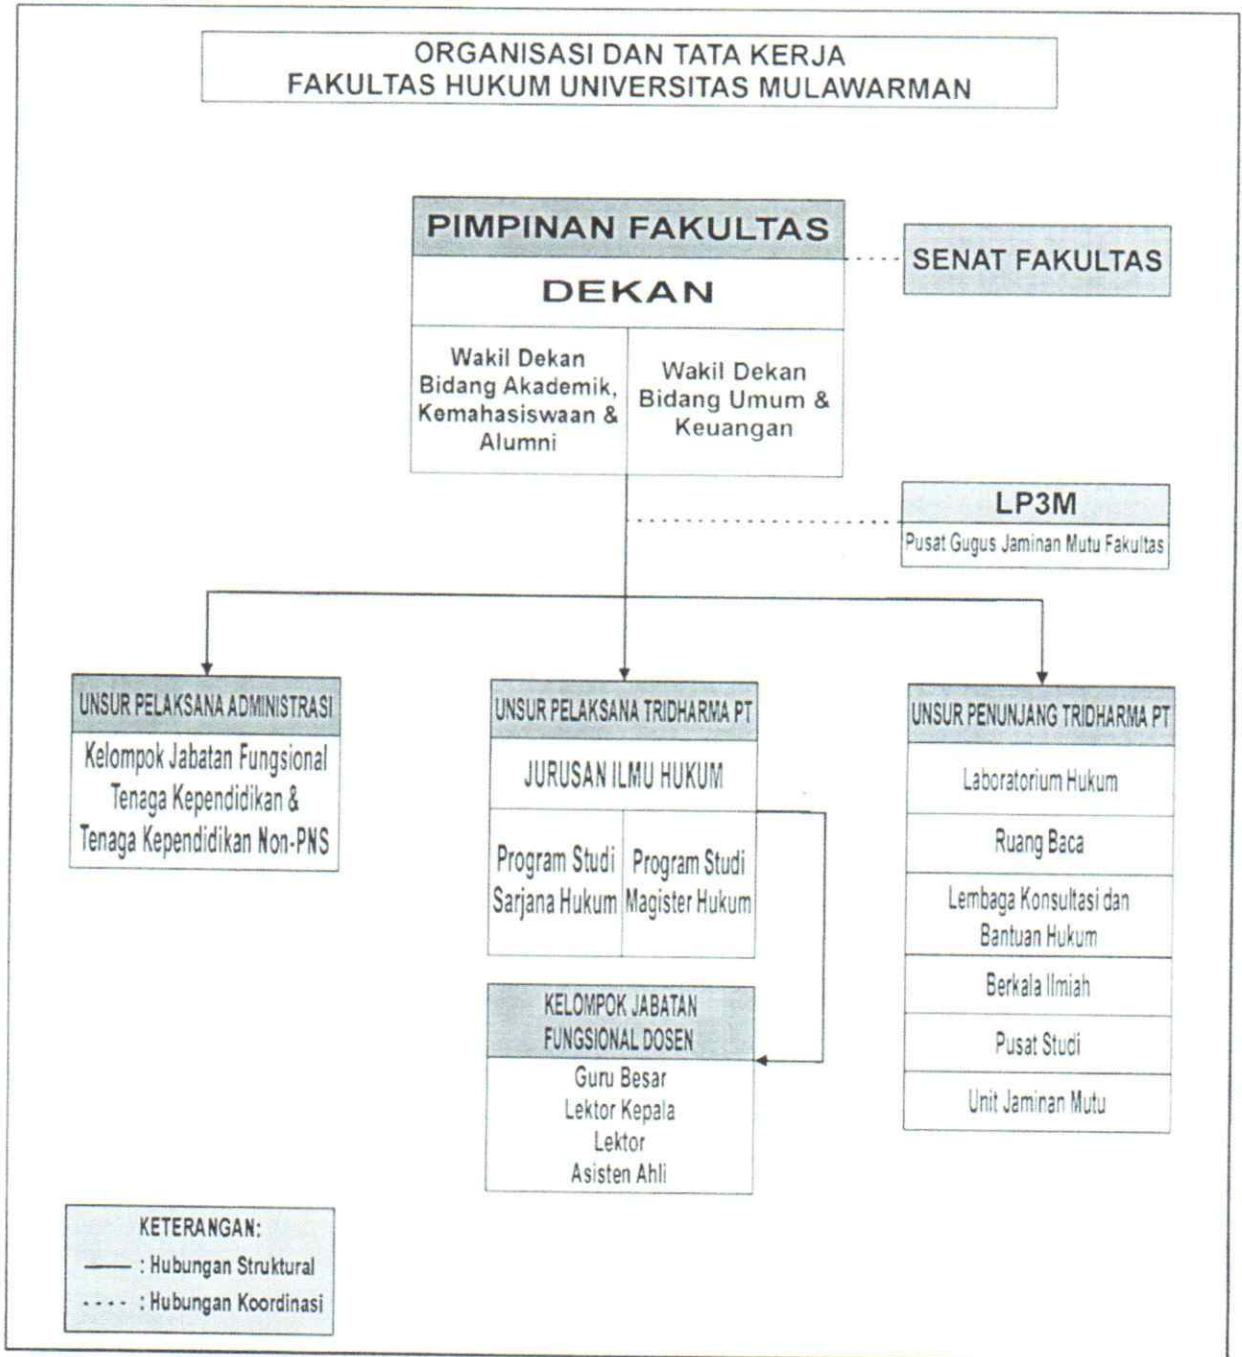 ORGANISASI DAN TATA KERJA
FAKULTAS HUKUM UNIVERSITAS MULAWARMAN
PIMPINAN FAKULTAS
SENAT FAKULTAS
DEKAN
Wakil Dekan
Bidang Akademik,
Kemahasiswaan &
Alumni
Wakil Dekan
Bidang Umum &
Keuangan
LP3M
Pusat Gugus Jaminan Mutu Fakultas
UNSUR PELAKSANA ADMINISTRASI
Kelompok Jabatan Fungsional
Tenaga Kependidikan &
Tenaga Kependidikan Non-PNS
UNSUR PELAKSANA TRIDHARMA PT
JURUSAN ILMU HUKUM
Program Studi
Sarjana Hukum
Program Studi
Magister Hukum
KELOMPOK JABATAN
FUNGSIONAL DOSEN
Guru Besar
Lektor Kepala
Lektor
Asisten Ahli
UNSUR PENUNJANG TRIDHARMA PT
Laboratorium Hukum
Ruang Baca
Lembaga Konsultasi dan
Bantuan Hukum
Berkala Ilmiah
Pusat Studi
Unit Jaminan Mutu
KETERANGAN:
: Hubungan Struktural
: Hubungan Koordinasi